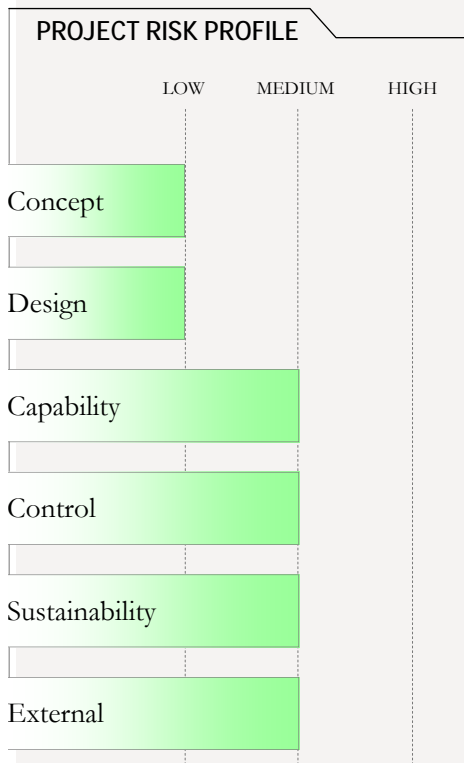 PROJECT RISK PROFILE
LOW MEDIUM HIGH
Concept
Design
Capability
Control
Sustainability
External